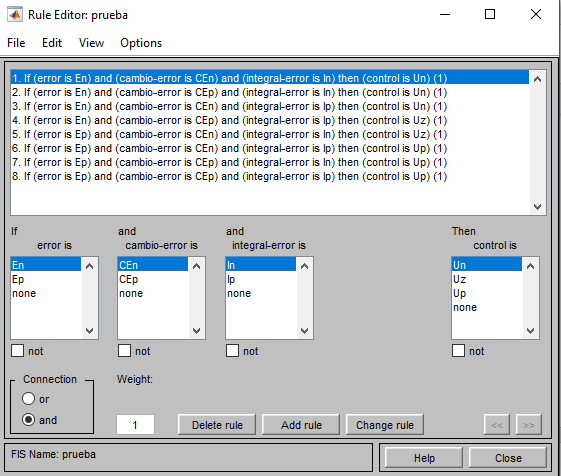 Rule Editor: prueba
File Edit View Options
1. If (error is En) and (cambio-error is CEn) and (integral-error is In) then (control is Un) (1)
2. If (error is En) and (cambio-error is CEp) and (integral-error is In) then (control is Un) (1)
3. If (error is En) and (cambio-error is CEn) and (integral-error is Ip) then (control is Un) (1)
4. If (error is En) and (cambio-error is CEp) and (integral-error is Ip) then (control is Uz) (1)
5. If (error is Ep) and (cambio-error is CEn) and (integral-error is In) then (control is Uz) (1)
6. If (error is Ep) and (cambio-error is CEn) and (integral-error is Ip) then (control is Up) (1)
7. If (error is Ep) and (cambio-error is CEp) and (integral-error is In) then (control is Up) (1)
8. If (error is Ep) and (cambio-error is CEp) and (integral-error is Ip) then (control is Up) (1)
If and and Then
error is cambio-error is integral-error is control is
En CEn In Un
Ep CEp Ip Uz
none none none Up
none
not not not not
Connection Weight:
or
and 1 Delete rule Add rule Change rule << >>
FIS Name: prueba Help Close